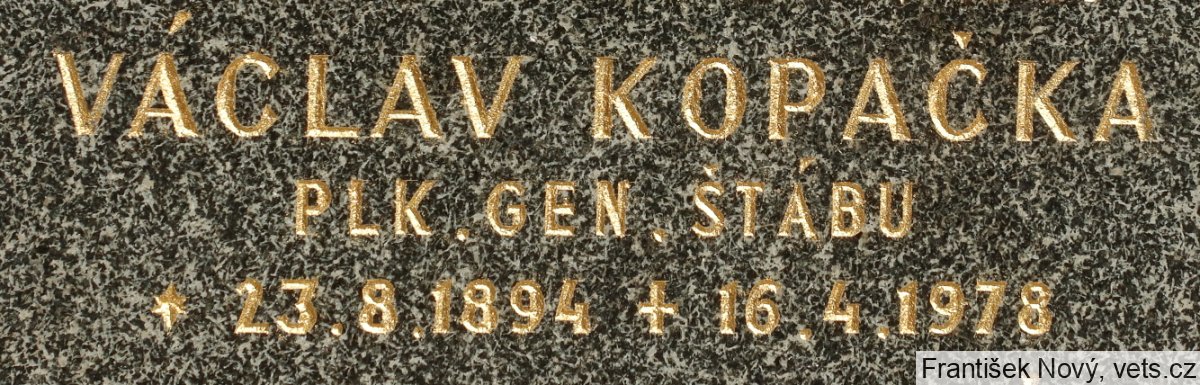 VÁCLAV KOPAČKA
PLK.GEN.ŠTÁBU
* 23.8.1894 + 16.4.1978
František Nový, vets.cz